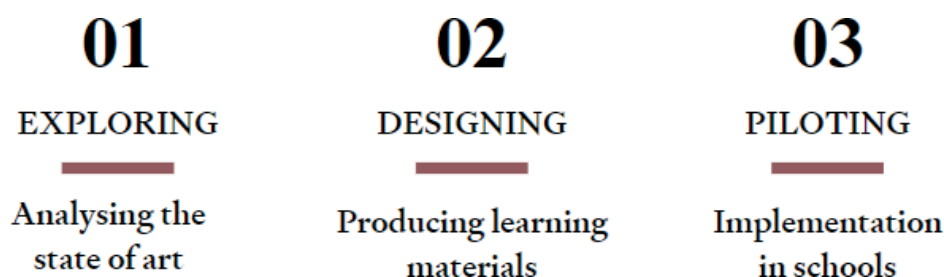 01
EXPLORING
Analysing the
state of art
02
DESIGNING
Producing learning
materials
03
PILOTING
Implementation
in schools